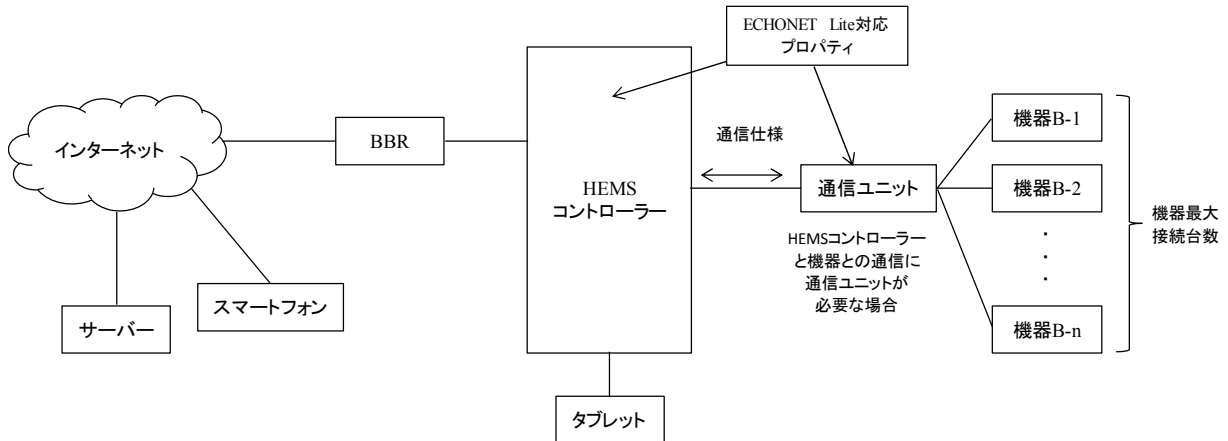 ECHONET Lite対応
プロパティ
インターネット
BBR
HEMS
コントローラー
通信仕様
通信ユニット
HEMSコントローラー
と機器との通信に
通信ユニットが
必要な場合
機器B-1
機器B-2
・
・
・
機器B-n
機器最大
接続台数
サーバー
スマートフォン
タブレット